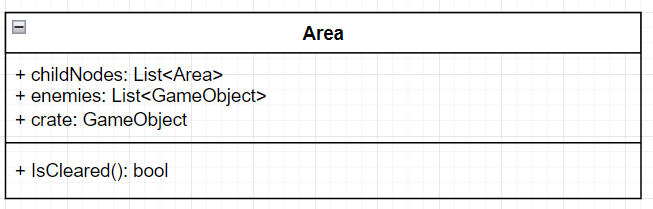 Area
+ childNodes: List<Area>
+ enemies: List<GameObject>
+ crate: GameObject
+ IsCleared(): bool